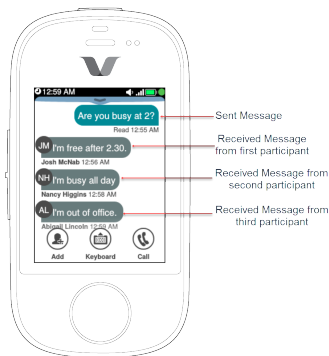 12:59 AM
Are you busy at 2?
Read 12:55 AM
JM I'm free after 2.30.
Josh McNab 12:56 AM
NH I'm busy all day
Nancy Higgins 12:58 AM
AL I'm out of office.
Abigail Lincoln 12:59 AM
Add Keyboard Call
Sent Message
Received Message
from first participant
Received Message from
second participant
Received Message from
third participant